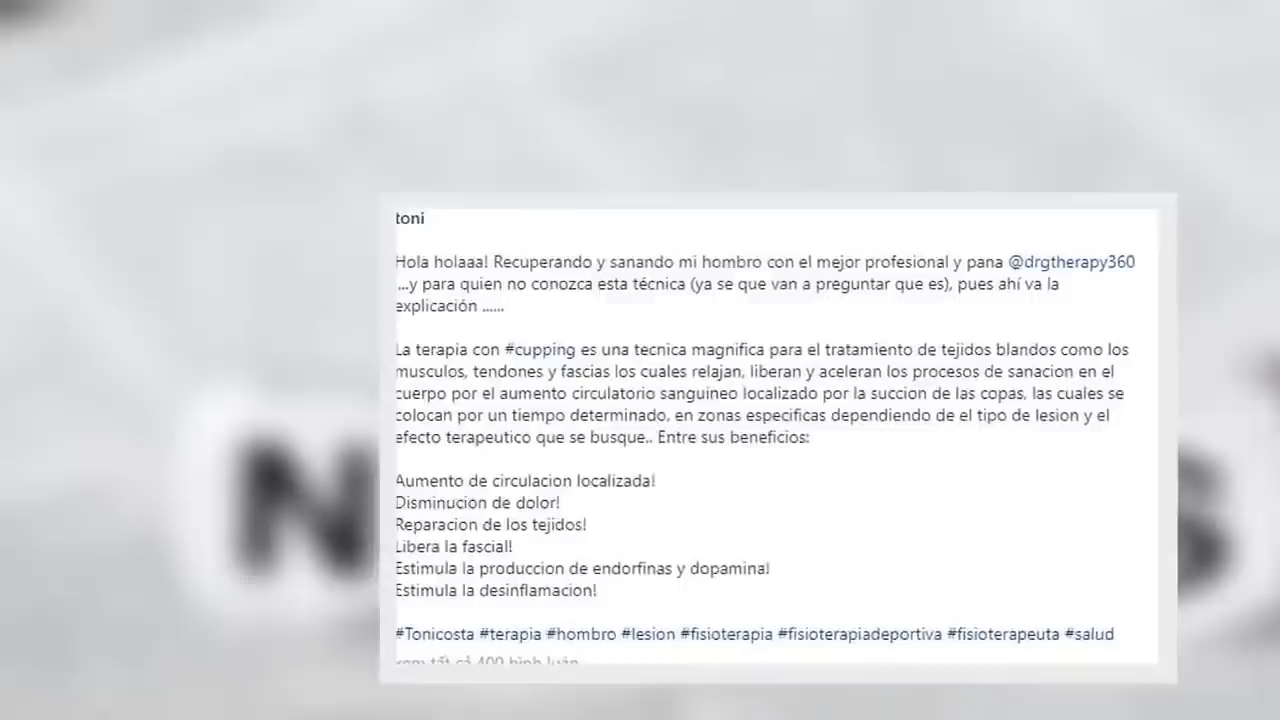 toni
Hola holaaa! Recuperando y sanando mi hombro con el mejor profesional y pana @drgtherapy360
...y para quien no conozca esta técnica (ya se que van a preguntar que es), pues ahí va la
explicación ......
La terapia con #cupping es una tecnica magnifica para el tratamiento de tejidos blandos como los
musculos, tendones y fascias los cuales relajan, liberan y aceleran los procesos de sanacion en el
cuerpo por el aumento circulatorio sanguineo localizado por la succion de las copas, las cuales se
colocan por un tiempo determinado, en zonas especificas dependiendo de el tipo de lesion y el
efecto terapeutico que se busque.. Entre sus beneficios:
Aumento de circulacion localizada!
Disminucion de dolor!
Reparacion de los tejidos!
Libera la fascial!
Estimula la produccion de endorfinas y dopamina!
Estimula la desinflamacion!
#Tonicosta #terapia #hombro #lesion #fisioterapia #fisioterapiadeportiva #fisioterapeuta #salud
N S